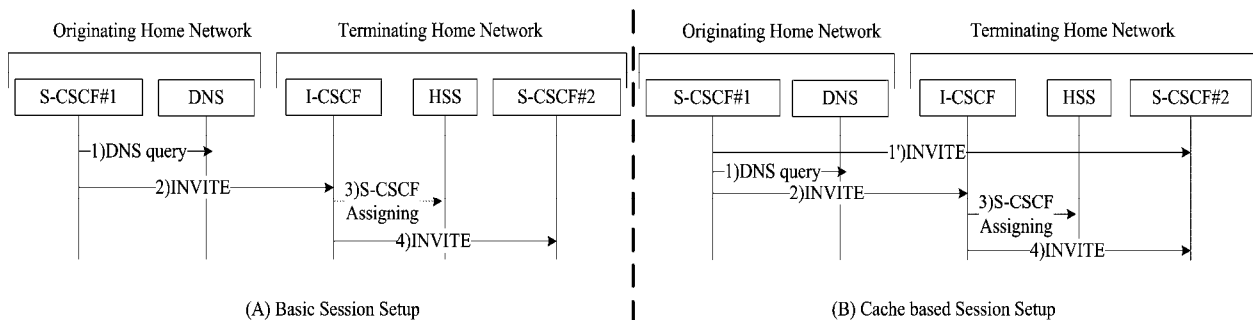 Originating Home Network
Terminating Home Network
S-CSCF#1
DNS
I-CSCF
HSS
S-CSCF#2
1)DNS query
2)INVITE
3)S-CSCF
Assigning
4)INVITE
(A) Basic Session Setup
Originating Home Network
Terminating Home Network
S-CSCF#1
DNS
I-CSCF
HSS
S-CSCF#2
1')INVITE
1)DNS query
2)INVITE
3)S-CSCF
Assigning
4)INVITE
(B) Cache based Session Setup